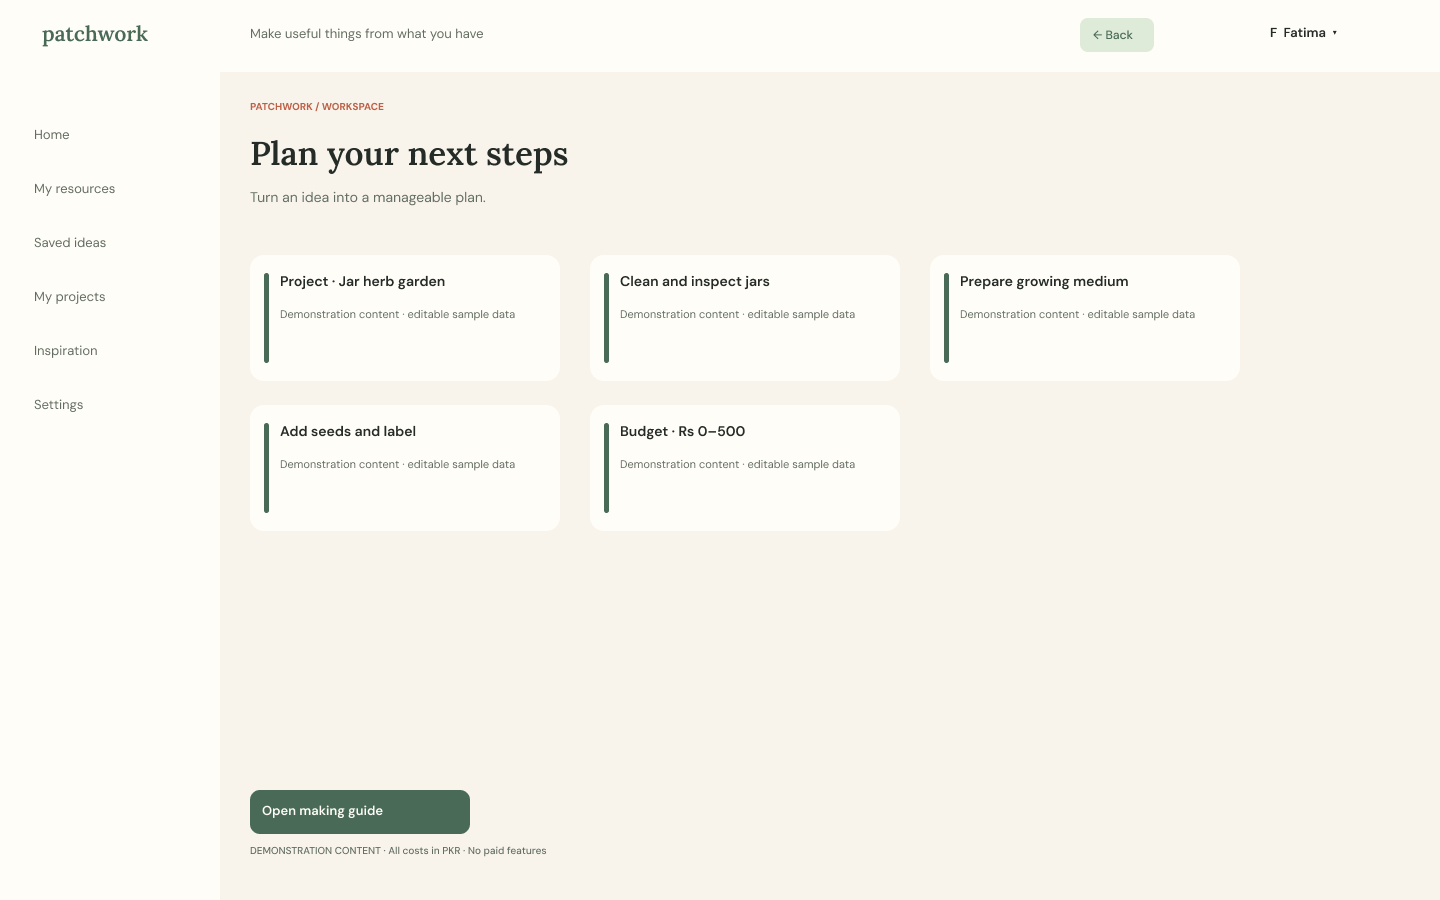 patchwork
Make useful things from what you have
← Back
F Fatima ▾
Home
My resources
Saved ideas
My projects
Inspiration
Settings
PATCHWORK / WORKSPACE
Plan your next steps
Turn an idea into a manageable plan.
Project · Jar herb garden
Demonstration content · editable sample data
Clean and inspect jars
Demonstration content · editable sample data
Prepare growing medium
Demonstration content · editable sample data
Add seeds and label
Demonstration content · editable sample data
Budget · Rs 0–500
Demonstration content · editable sample data
Open making guide
DEMONSTRATION CONTENT · All costs in PKR · No paid features